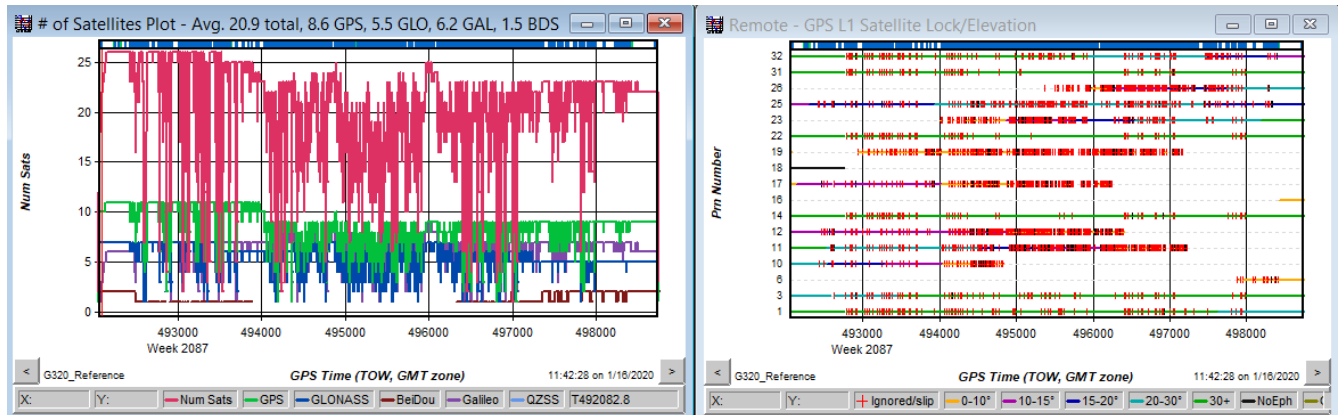 # of Satellites Plot - Avg. 20.9 total, 8.6 GPS, 5.5 GLO, 6.2 GAL, 1.5 BDS
25
20
15
10
5
0
Num Sats
493000 494000 495000 496000 497000 498000
Week 2087
< G320_Reference GPS Time (TOW, GMT zone) 11:42:28 on 1/16/2020 >
X: Y: Num Sats GPS GLONASS BeiDou Galileo QZSS T492082.8
Remote - GPS L1 Satellite Lock/Elevation
32
31
26
25
23
22
19
18
17
16
14
12
11
10
6
3
1
Prn Number
493000 494000 495000 496000 497000 498000
Week 2087
< G320_Reference GPS Time (TOW, GMT zone) 11:42:28 on 1/16/2020 >
X: Y: Ignored/slip 0-10° 10-15° 15-20° 20-30° 30+ NoEph